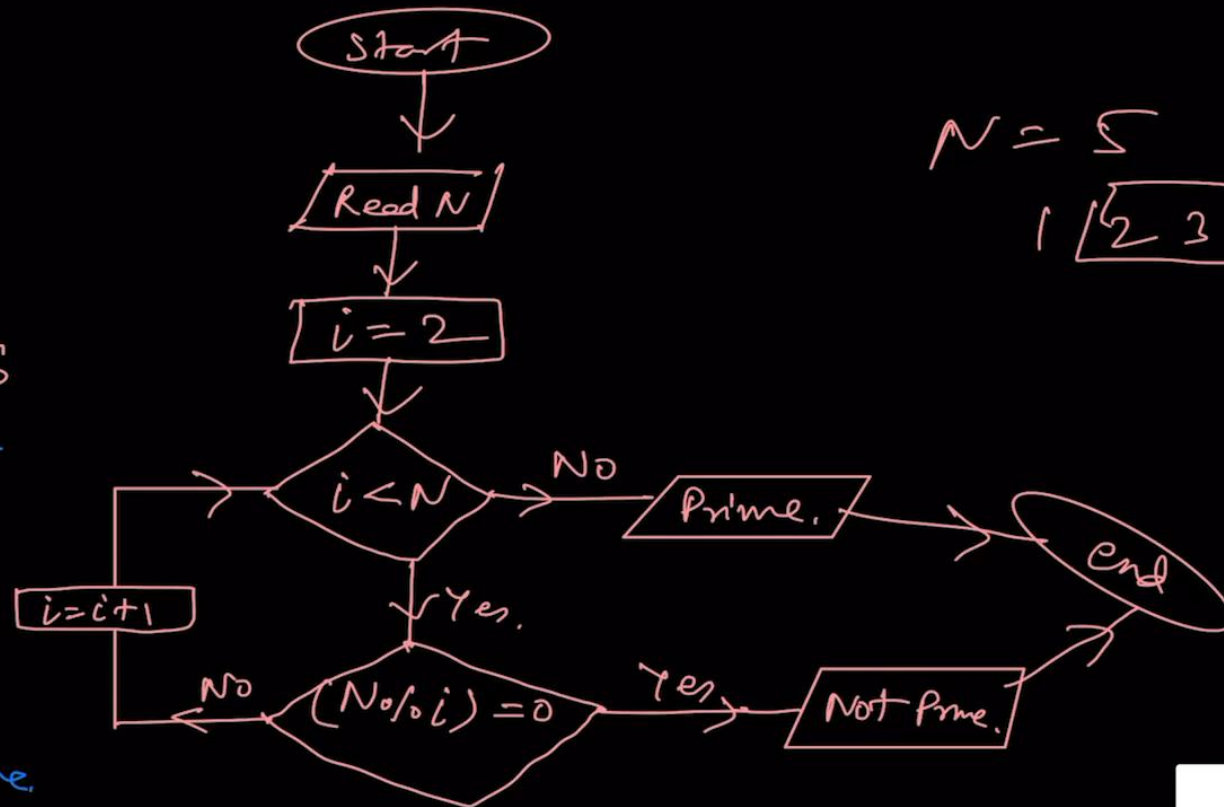 Start
N = 5
Read N
1 2 3
i = 2
i < N
No
Prime.
end
i=i+1
Yes.
No
(N%i) = 0
Yes
Not Prime.